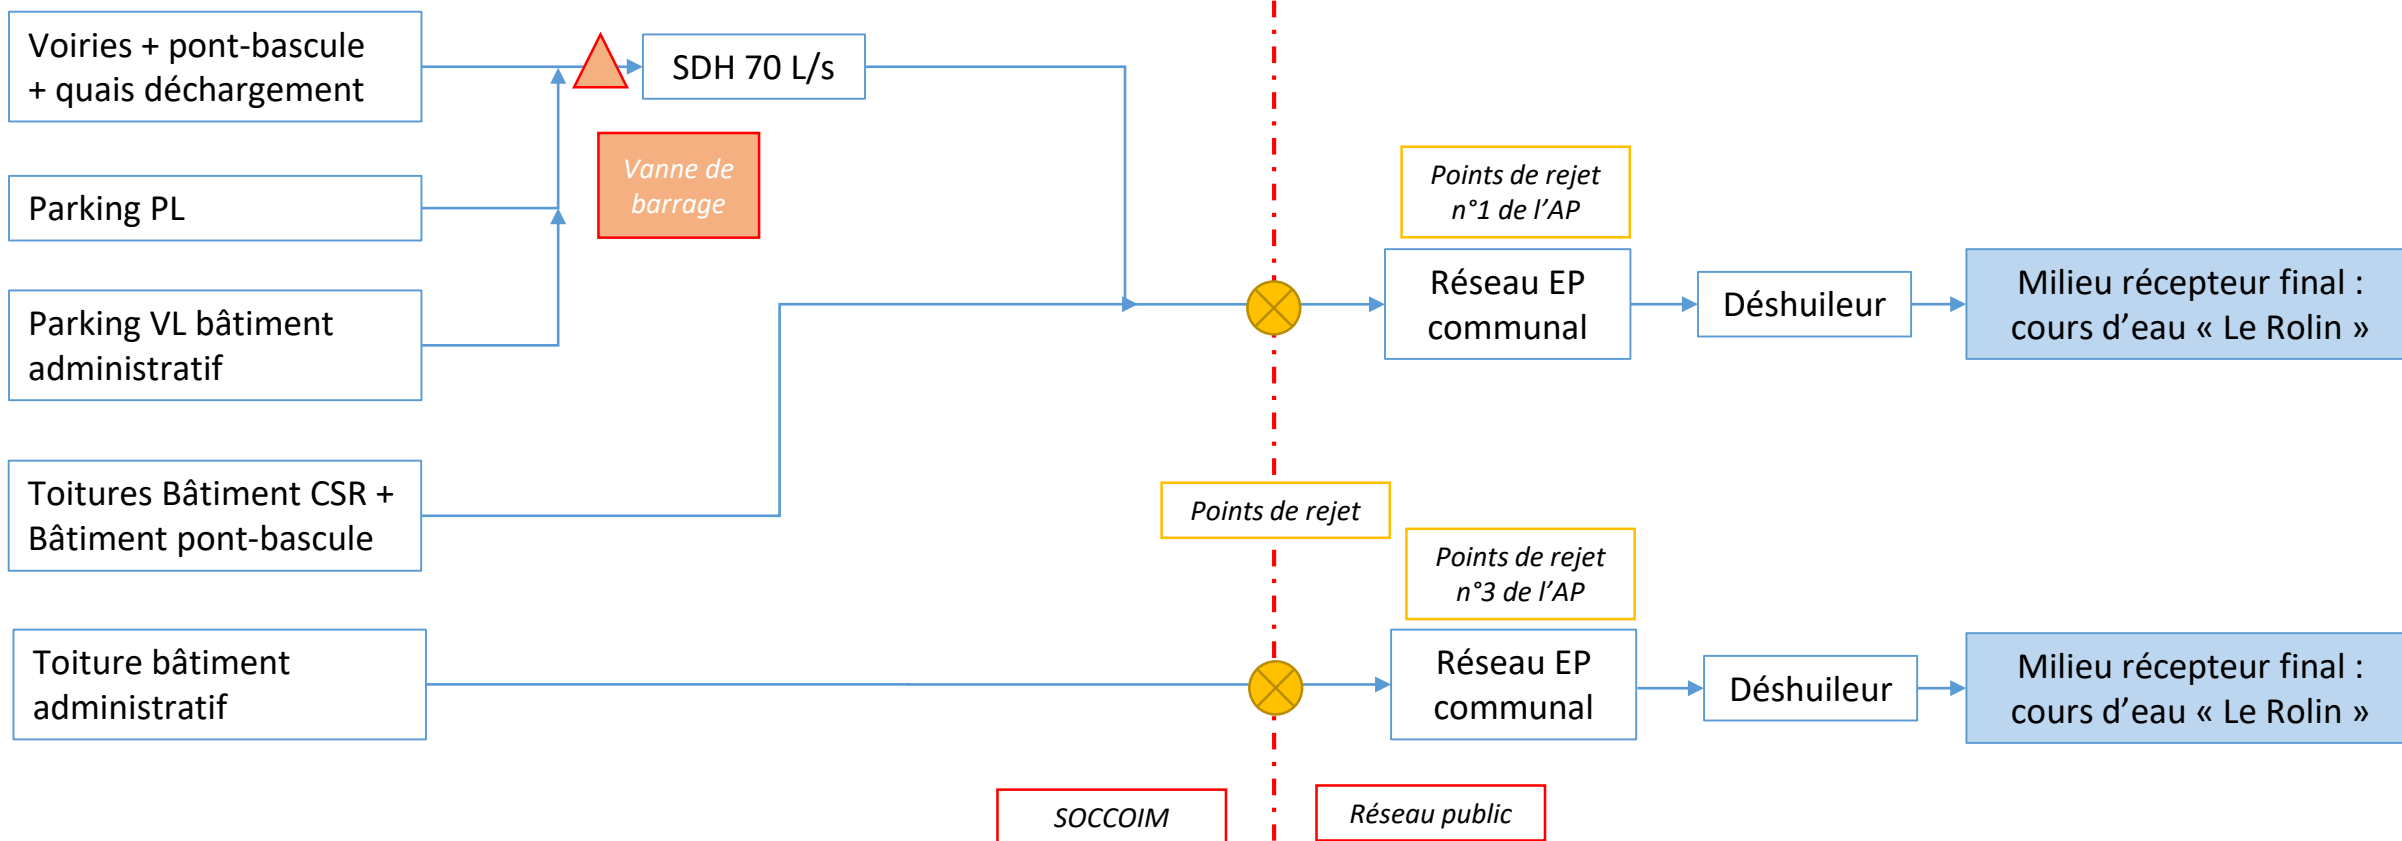 Voiries + pont-bascule
+ quais déchargement
SDH 70 L/s
Vanne de
barrage
Parking PL
Parking VL bâtiment
administratif
Points de rejet
n°1 de l’AP
Réseau EP
communal
Déshuileur
Milieu récepteur final :
cours d’eau « Le Rolin »
Toitures Bâtiment CSR +
Bâtiment pont-bascule
Points de rejet
Points de rejet
n°3 de l’AP
Toiture bâtiment
administratif
Réseau EP
communal
Déshuileur
Milieu récepteur final :
cours d’eau « Le Rolin »
SOCCOIM
Réseau public